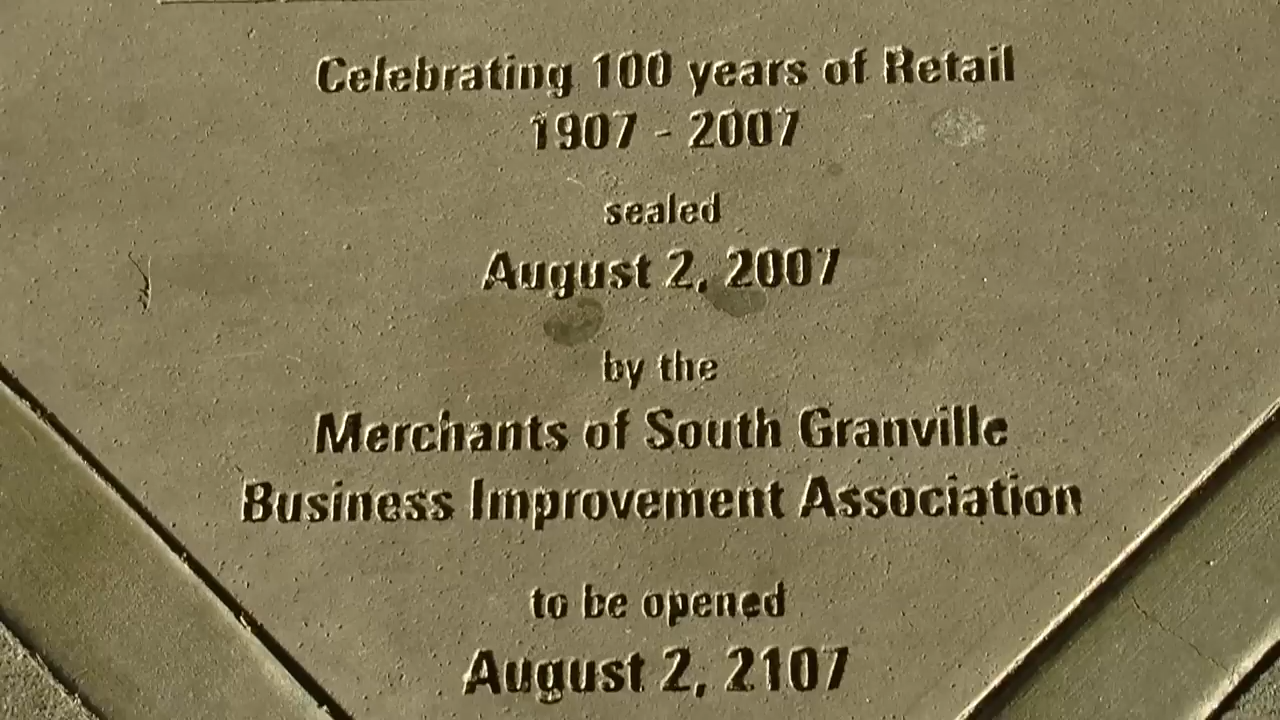 Celebrating 100 years of Retail
1907 - 2007
sealed
August 2, 2007
by the
Merchants of South Granville
Business Improvement Association
to be opened
August 2, 2107